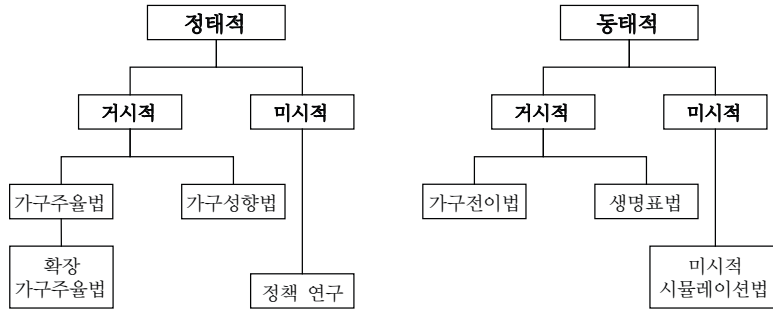 정태적
동태적
거시적
미시적
거시적
미시적
가구주율법
가구성향법
가구전이법
생명표법
확장
가구주율법
정책 연구
미시적
시뮬레이션법